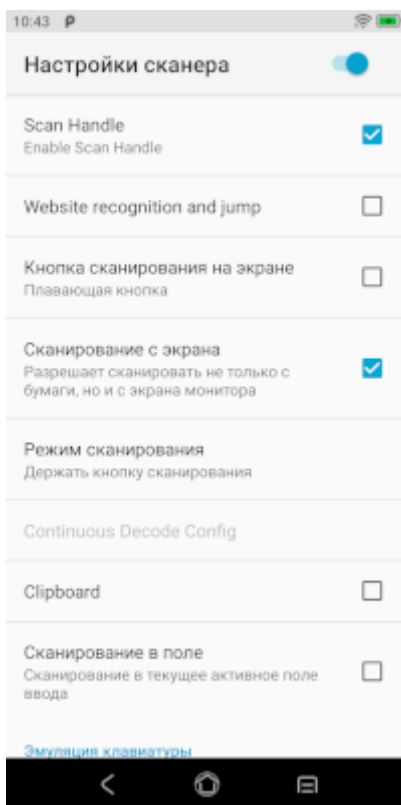 10:43 P
Настройки сканера
Scan Handle
Enable Scan Handle
Website recognition and jump
Кнопка сканирования на экране
Плавающая кнопка
Сканирование с экрана
Разрешает сканировать не только с
бумаги, но и с экрана монитора
Режим сканирования
Держать кнопку сканирования
Continuous Decode Config
Clipboard
Сканирование в поле
Сканирование в текущее активное поле
ввода
Эмуляция клавиатуры